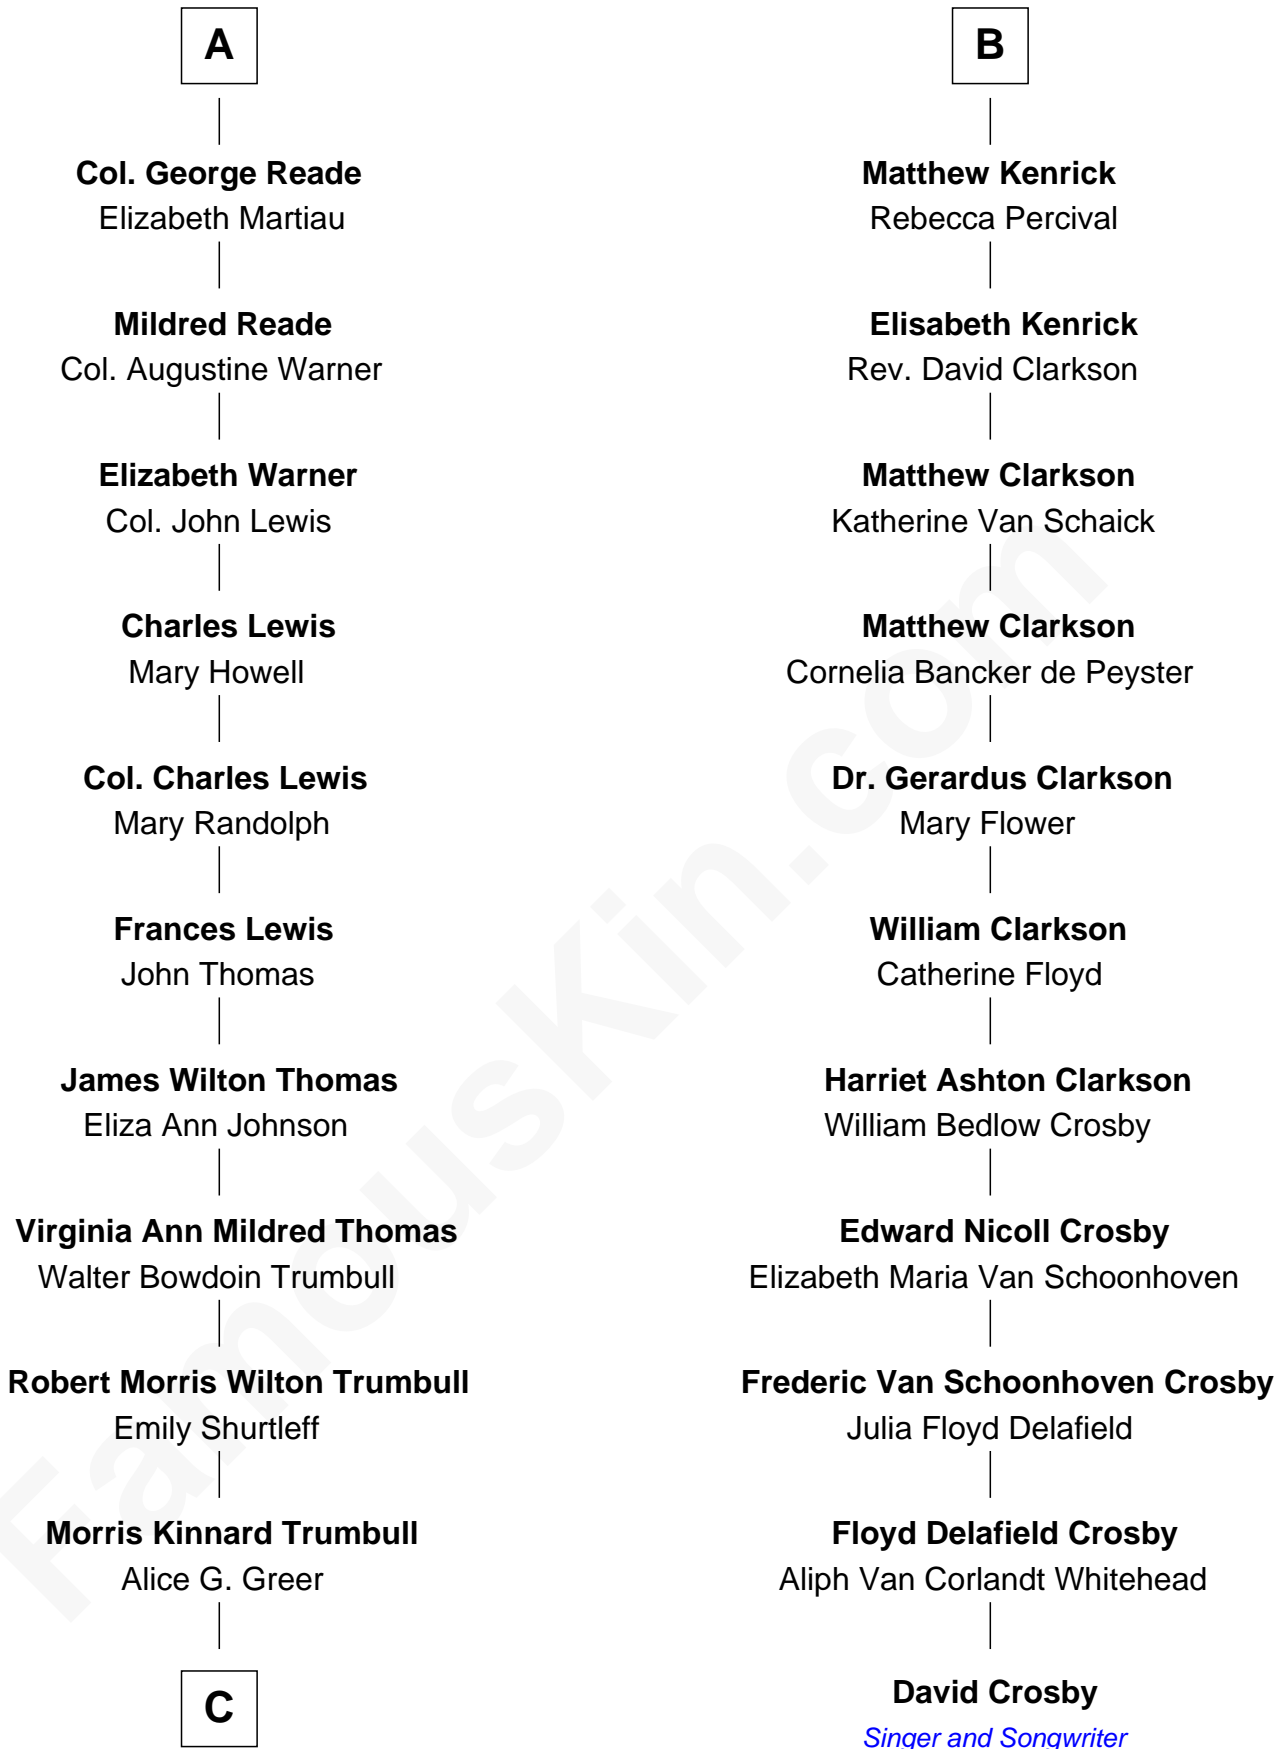 A
Col. George Reade
Elizabeth Martiau
Mildred Reade
Col. Augustine Warner
Elizabeth Warner
Col. John Lewis
Charles Lewis
Mary Howell
Col. Charles Lewis
Mary Randolph
Frances Lewis
John Thomas
James Wilton Thomas
Eliza Ann Johnson
Virginia Ann Mildred Thomas
Walter Bowdoin Trumbull
Robert Morris Wilton Trumbull
Emily Shurtleff
Morris Kinnard Trumbull
Alice G. Greer
C
B
Matthew Kenrick
Rebecca Percival
Elisabeth Kenrick
Rev. David Clarkson
Matthew Clarkson
Katherine Van Schaick
Matthew Clarkson
Cornelia Bancker de Peyster
Dr. Gerardus Clarkson
Mary Flower
William Clarkson
Catherine Floyd
Harriet Ashton Clarkson
William Bedlow Crosby
Edward Nicoll Crosby
Elizabeth Maria Van Schoonhoven
Frederic Van Schoonhoven Crosby
Julia Floyd Delafield
Floyd Delafield Crosby
Aliph Van Corlandt Whitehead
David Crosby
Singer and Songwriter
FamousKin.com